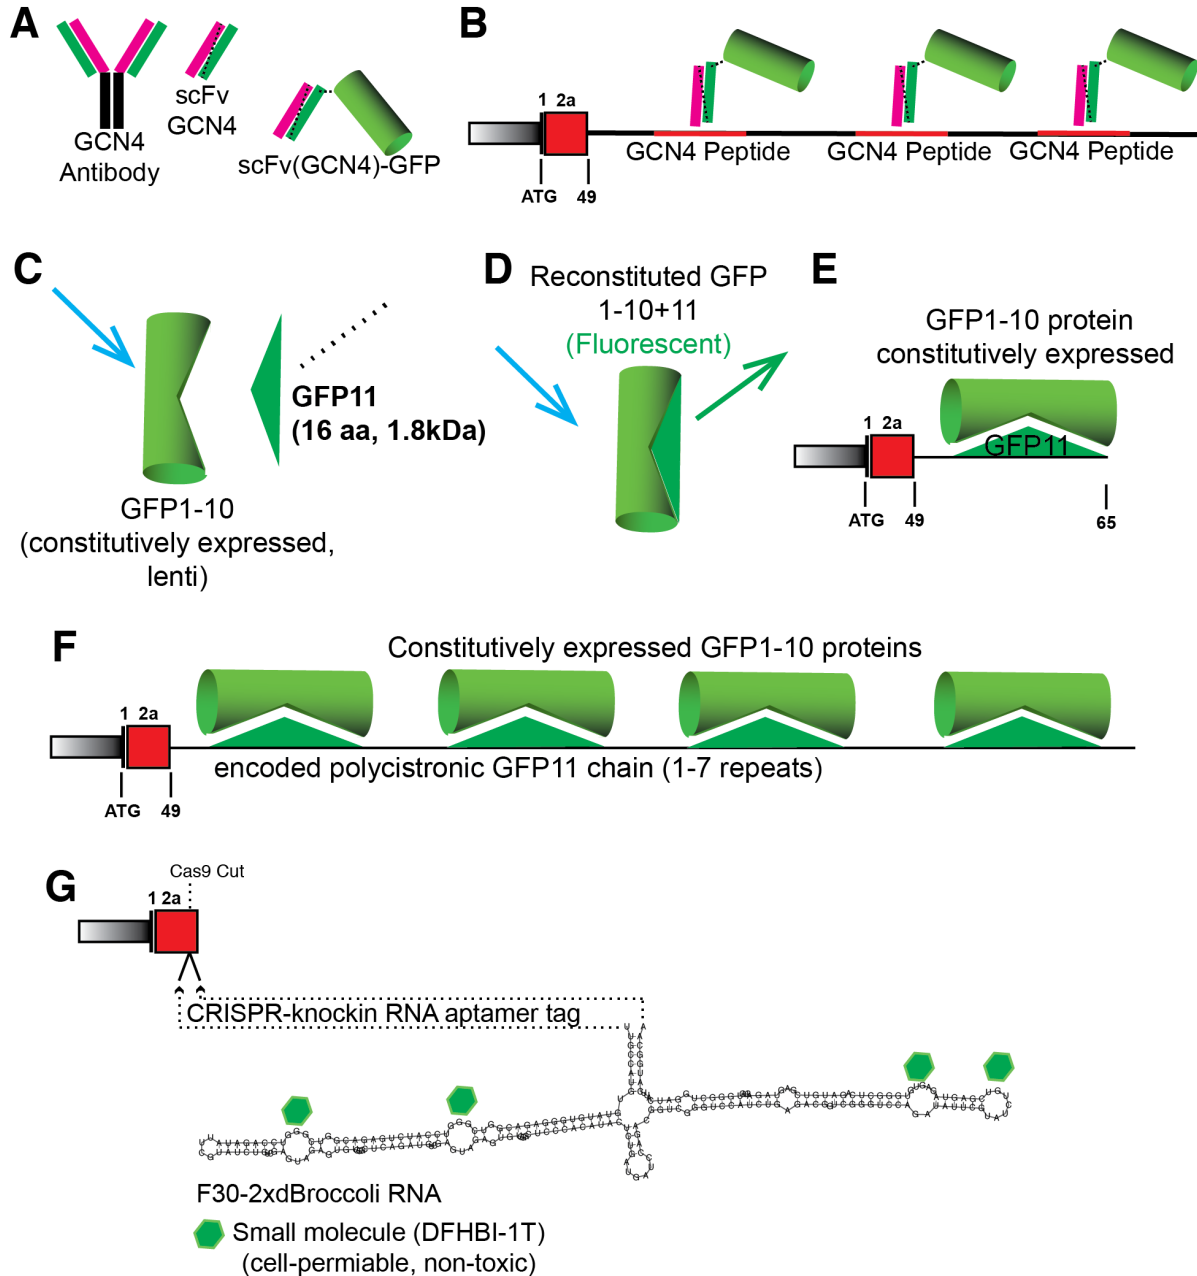 A
GCN4
Antibody
scFv
GCN4
scFv(GCN4)-GFP
B
1 2a
GCN4 Peptide
GCN4 Peptide
GCN4 Peptide
ATG 49
C
GFP11
(16 aa, 1.8kDa)
GFP1-10
(constitutively expressed,
lenti)
D
Reconstituted GFP
1-10+11
(Fluorescent)
E
GFP1-10 protein
constitutively expressed
1 2a
GFP11
ATG 49
65
F
Constitutively expressed GFP1-10 proteins
1 2a
encoded polycistronic GFP11 chain (1-7 repeats)
ATG 49
G
Cas9 Cut
1 2a
CRISPR-knockin RNA aptamer tag
F30-2xdBroccoli RNA
Small molecule (DFHBI-1T)
(cell-permiable, non-toxic)